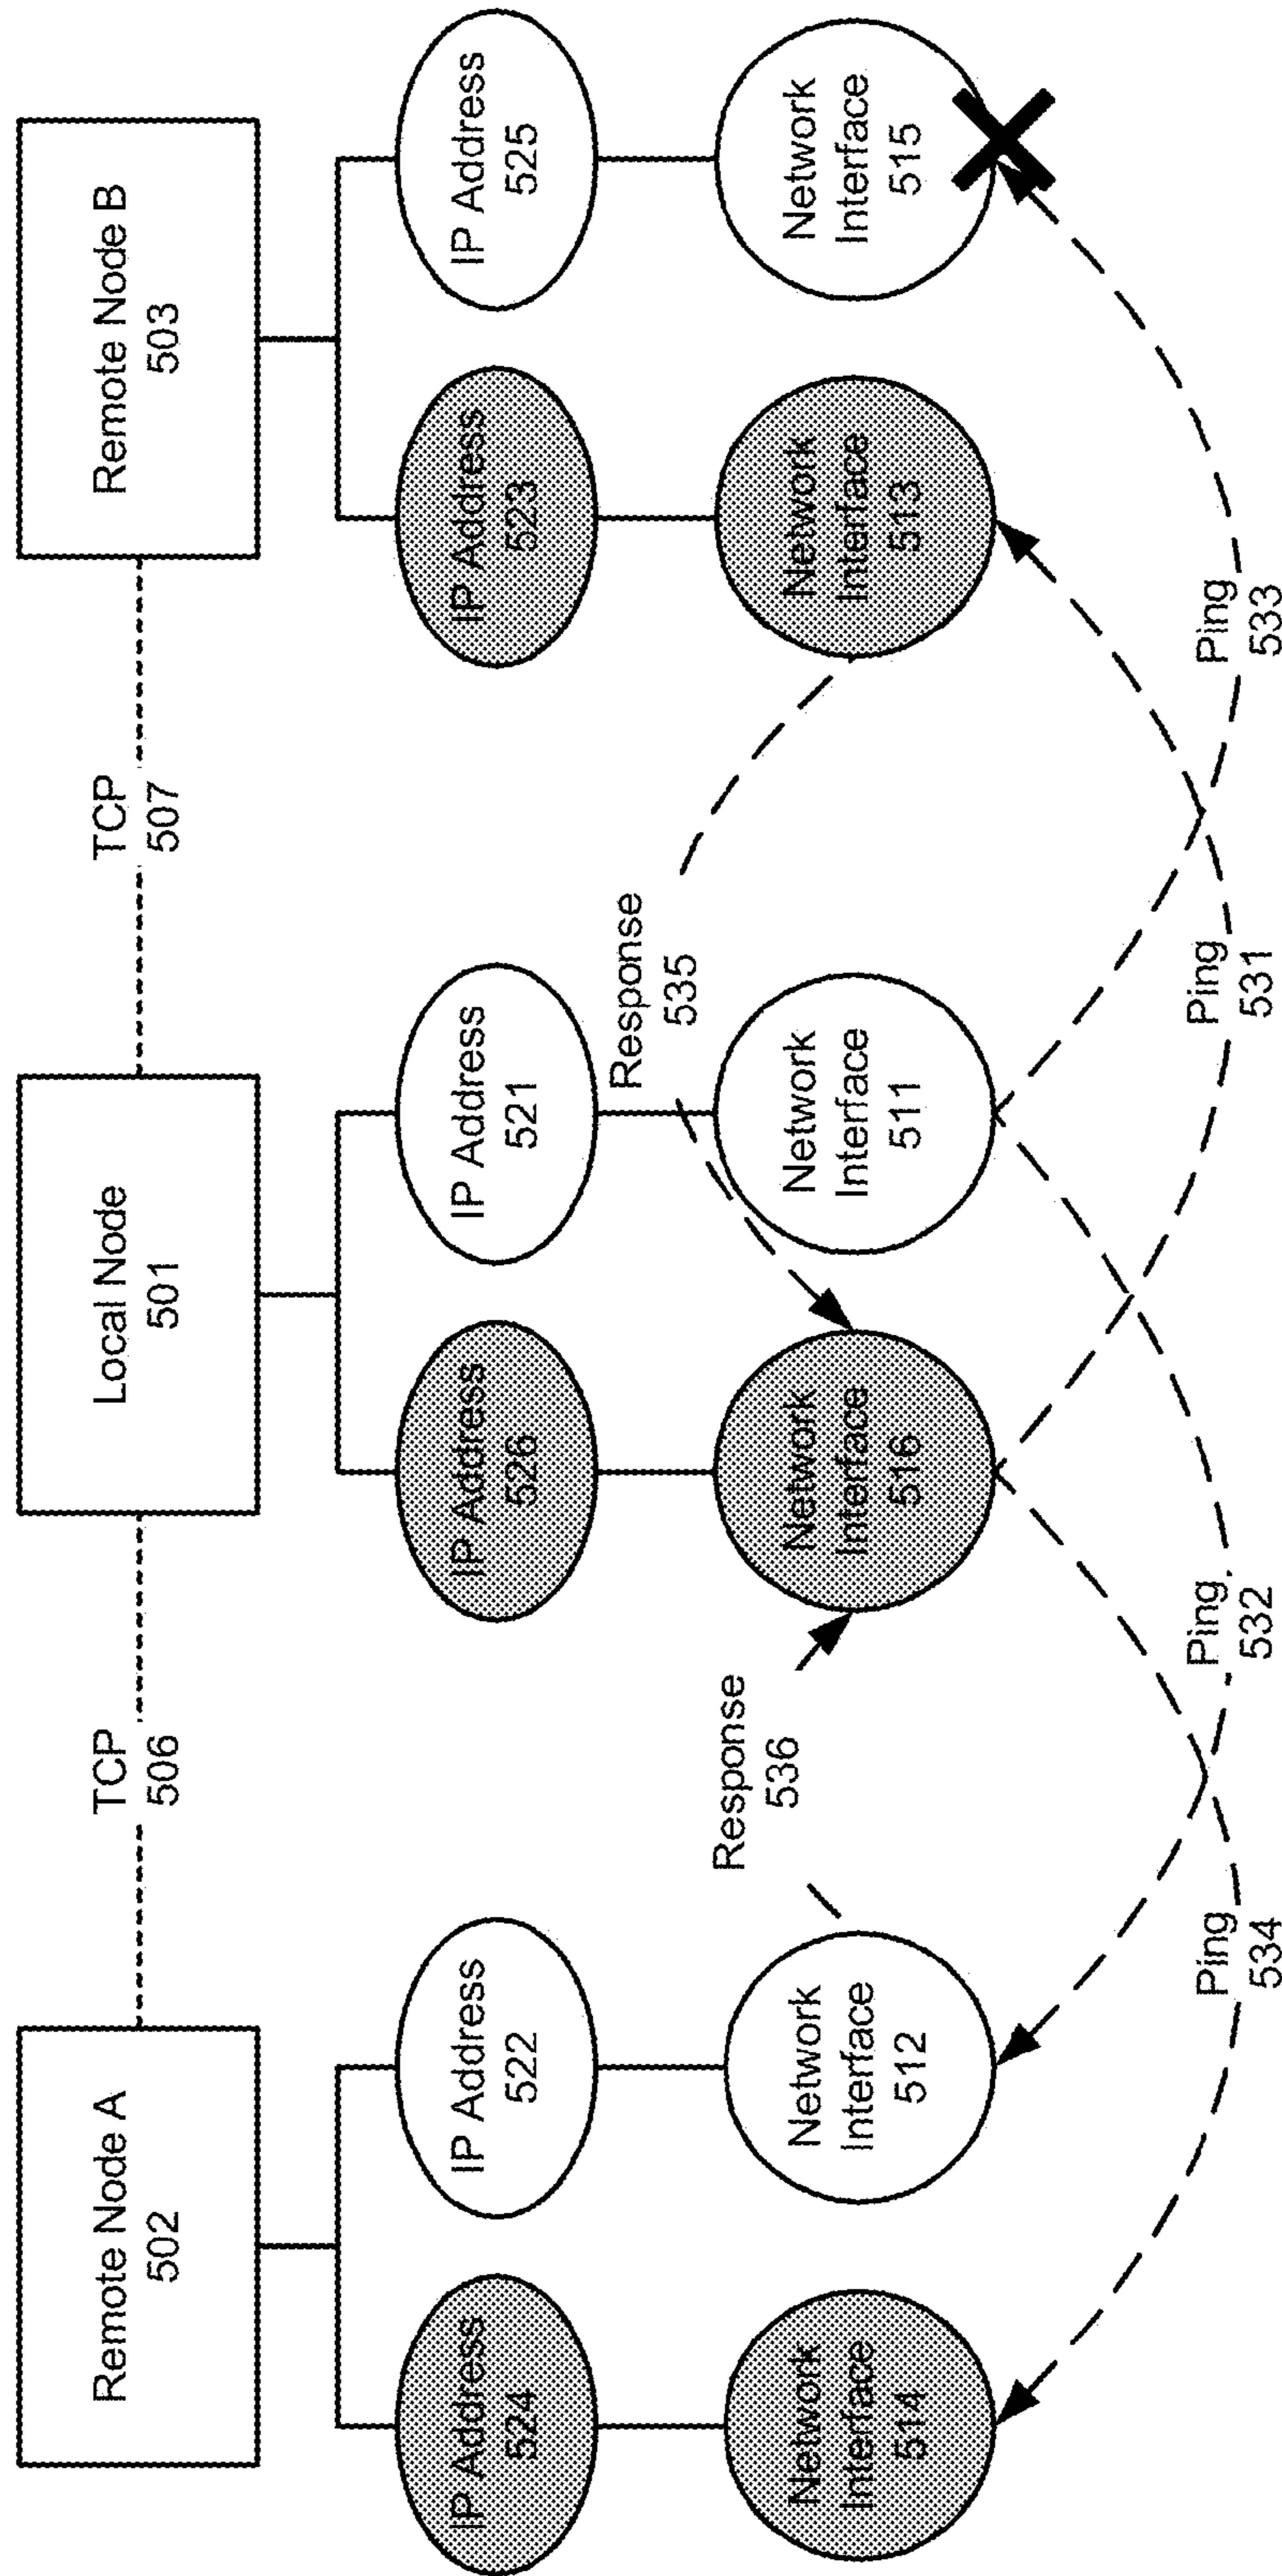 Remote Node A
502
TCP
506
Local Node
501
TCP
507
Remote Node B
503
IP Address
524
IP Address
522
IP Address
526
IP Address
521
IP Address
523
IP Address
525
Response
535
Response
536
Network
Interface
514
Network
Interface
512
Network
Interface
516
Network
Interface
511
Network
Interface
513
Network
Interface
515
Ping
534
Ping
532
Ping
531
Ping
533